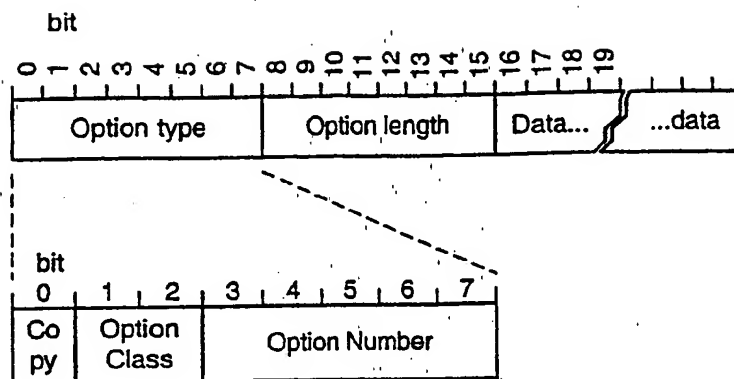 bit
0 1 2 3 4 5 6 7 8 9 10 11 12 13 14 15 16 17 18 19
Option type Option length Data... ...data
bit
0 1 2 3 4 5 6 7
Co
py
Option
Class
Option Number